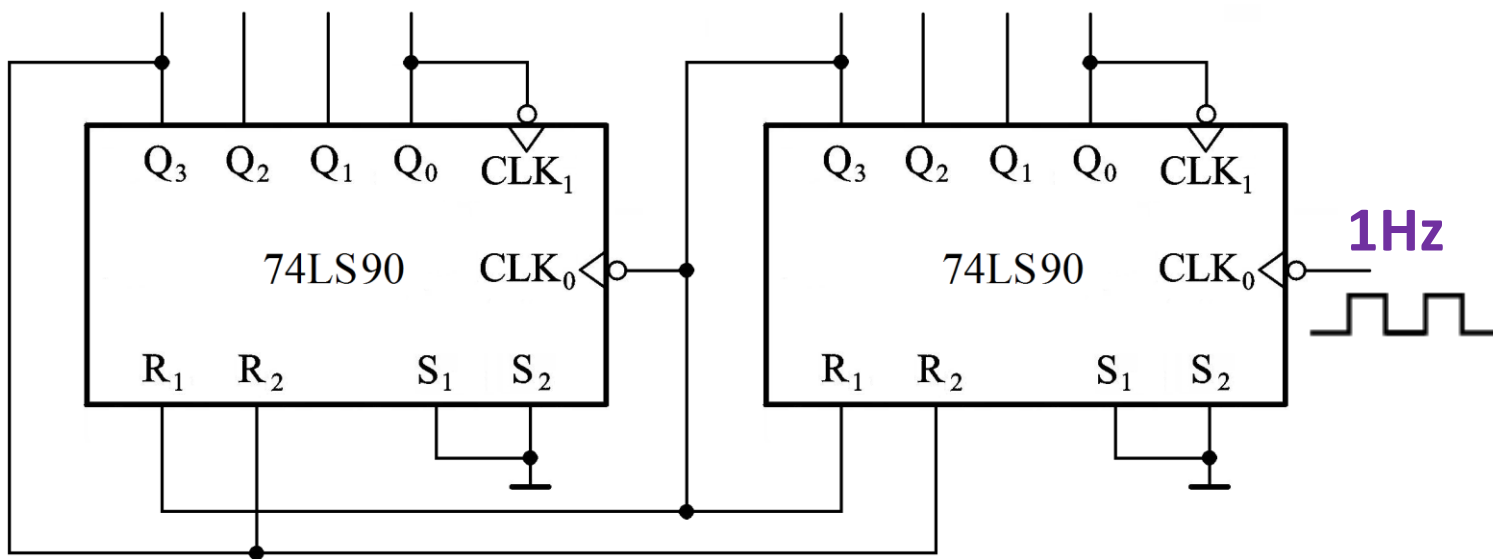 Q₃ Q₂ Q₁ Q₀ CLK₁
74LS90 CLK₀
R₁ R₂ S₁ S₂
Q₃ Q₂ Q₁ Q₀ CLK₁
74LS90 CLK₀
R₁ R₂ S₁ S₂
1Hz